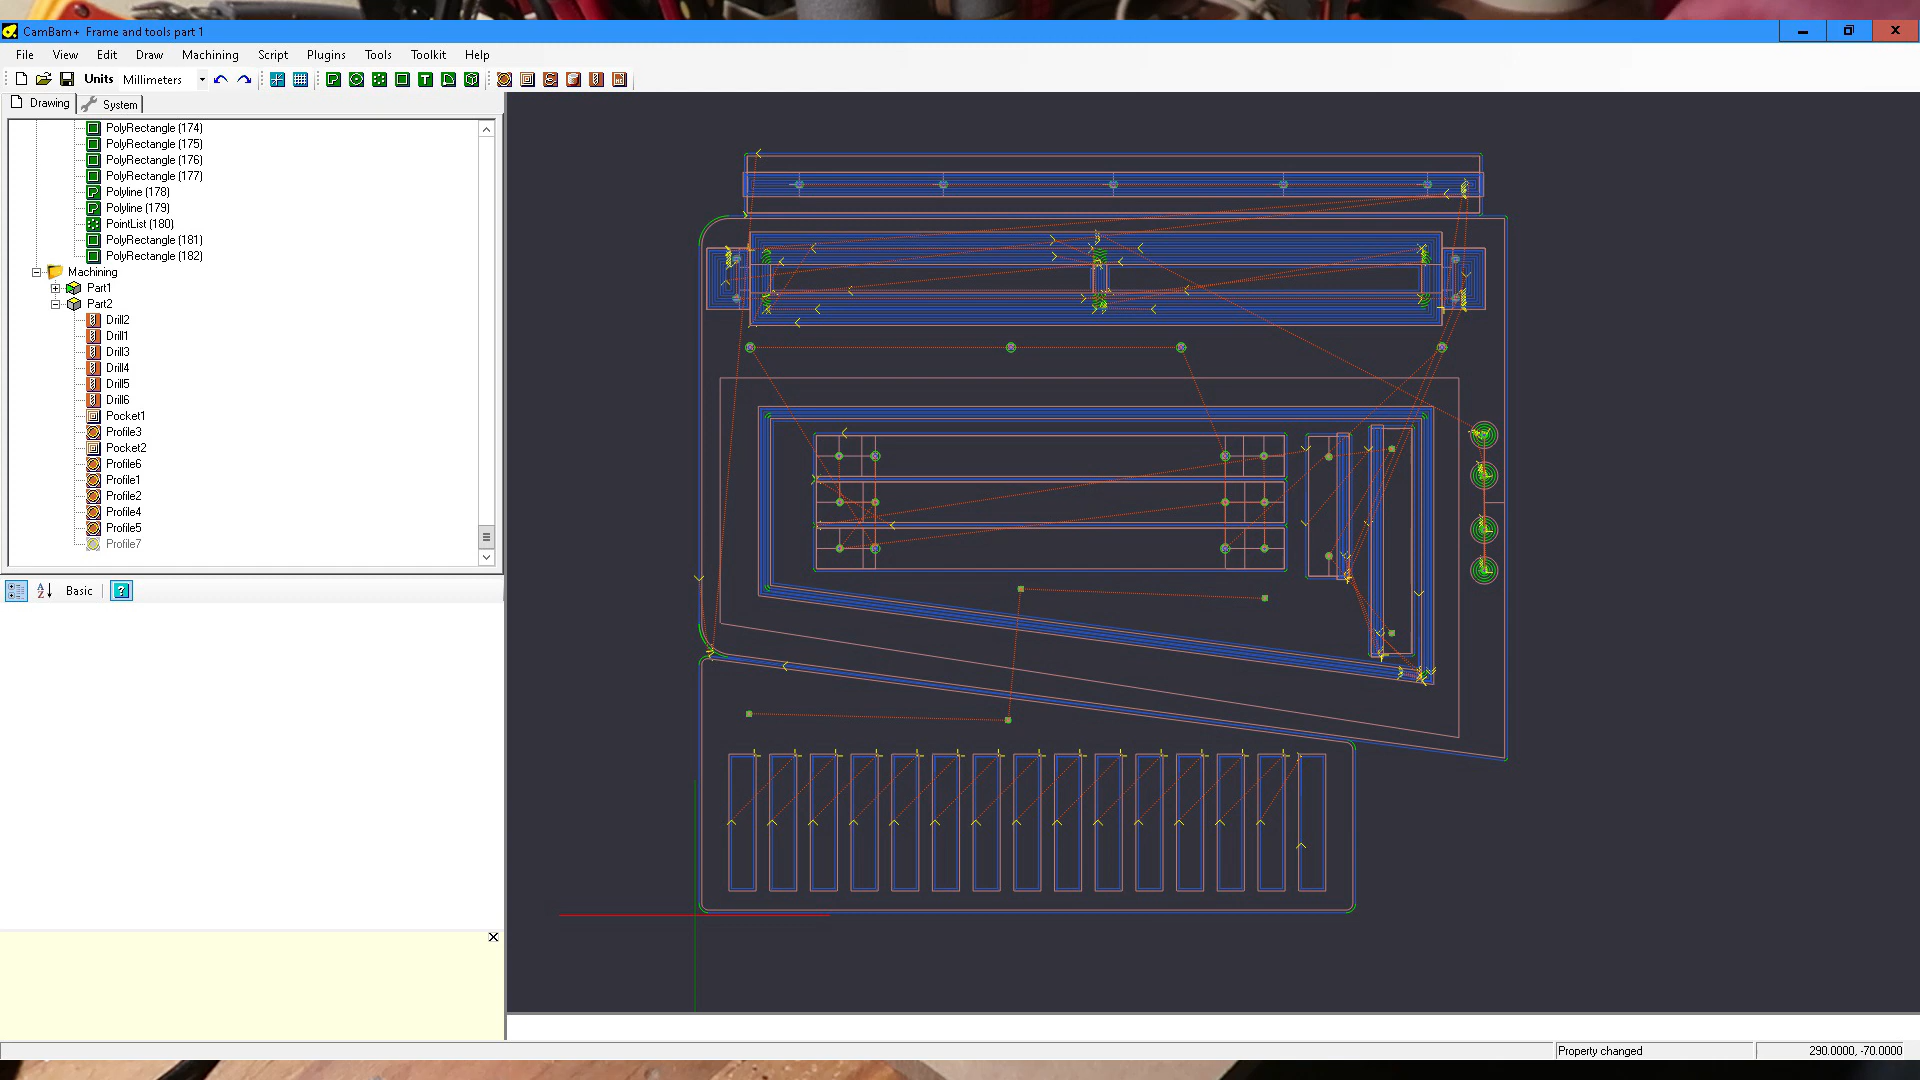 CamBam+ Frame and tools part 1
File View Edit Draw Machining Script Plugins Tools Toolkit Help
Units Millimeters
Drawing System
PolyRectangle (174)
PolyRectangle (175)
PolyRectangle (176)
PolyRectangle (177)
Polyline (178)
Polyline (179)
PointList (180)
PolyRectangle (181)
PolyRectangle (182)
Machining
Part1
Part2
Drill2
Drill1
Drill3
Drill4
Drill5
Drill6
Pocket1
Profile3
Pocket2
Profile6
Profile1
Profile2
Profile4
Profile5
Profile7
Basic
Property changed 290.0000, -70.0000